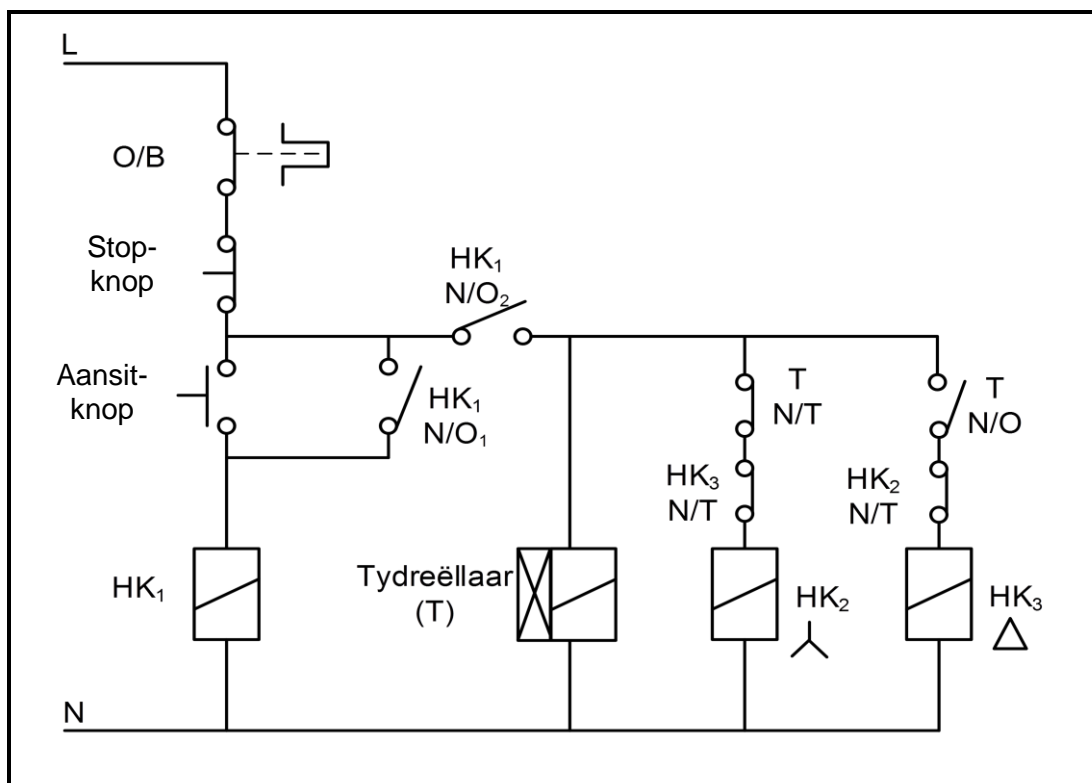 L
O/B
Stop-
knop
HK₁
N/O₂
Aansit-
knop
HK₁
N/O₁
T
N/T
T
N/O
HK₃
N/T
HK₂
N/T
HK₁
Tydreëllaar
(T)
HK₂
HK₃
N